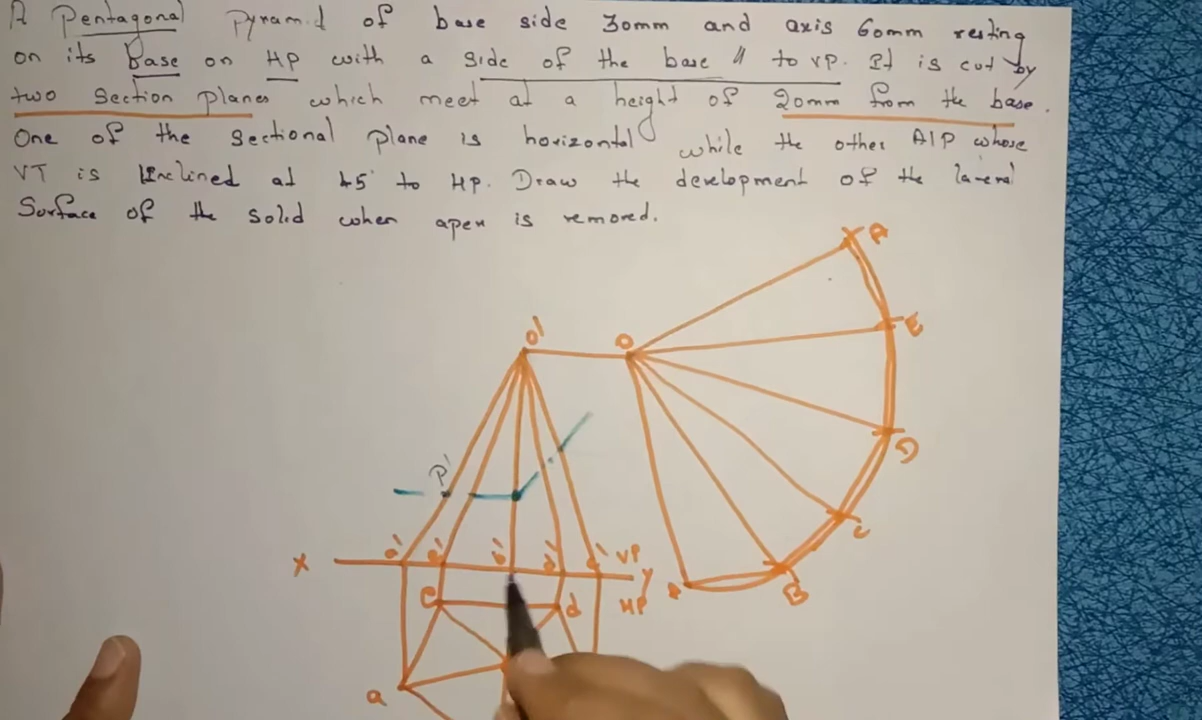 A Pentagonal Pyramid of base side 30mm and axis 60mm resting
on its Base on HP with a side of the base 11 to VP. It is cut by
two section planes which meet at a height of 20mm from the base.
One of the sectional plane is horizontal while the other AIP whose
VT is inclined at 45° to HP. Draw the development of the lateral
Surface of the solid when apex is removed.
O'
O
A
E
D
C
B
A
P'
a' e' b' d' c' VP
X
Y
HP
e
d
a